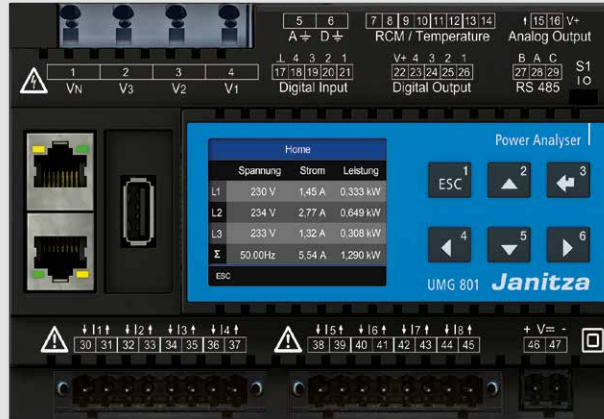 5 6 7 8 9 10 11 12 13 14 15 16 V+
A D RCM / Temperature Analog Output
1 2 3 4
⊥ 4 3 2 1 V+ 4 3 2 1 B A C S1
17 18 19 20 21 22 23 24 25 26 27 28 29 I O
VN V3 V2 V1 Digital Input Digital Output RS 485
Power Analyser
Home
Spannung Strom Leistung
L1 230 V 1,45 A 0,333 kW
L2 234 V 2,77 A 0,649 kW
L3 233 V 1,32 A 0,308 kW
Σ 50.00Hz 5,54 A 1,290 kW
ESC
ESC 1 2 3
4 5 6
UMG 801 Janitza
↓ I1 ↑ ↓ I2 ↑ ↓ I3 ↑ ↓ I4 ↑ ↓ I5 ↑ ↓ I6 ↑ ↓ I7 ↑ ↓ I8 ↑ + V -
30 31 32 33 34 35 36 37 38 39 40 41 42 43 44 45 46 47